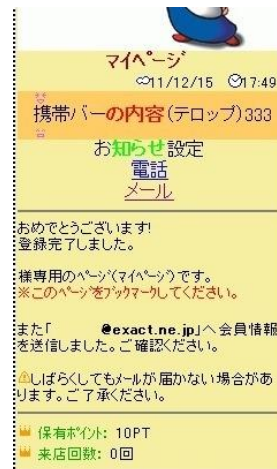 マイページ
11/12/15 17:49
携帯バーの内容(テロップ)333
お知らせ設定
電話
メール
おめでとうございます!
登録完了しました。
様専用のページ(マイページ)です。
※このページをブックマークしてください。
また「 @exact.ne.jp」へ会員情報
を送信しました。ご確認ください。
しばらくしてもメールが届かない場合があ
ります。ご了承ください。
保有ポイント: 10PT
来店回数: 0回